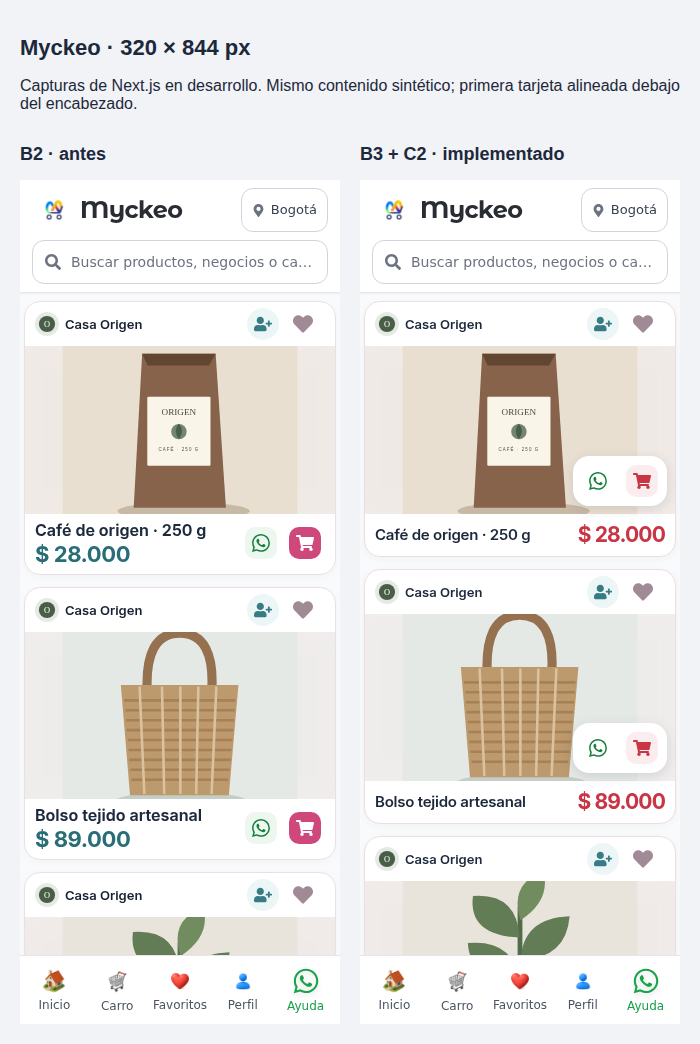 Myckeo · 320 × 844 px
Capturas de Next.js en desarrollo. Mismo contenido sintético; primera tarjeta alineada debajo
del encabezado.
B2 · antes
Myckeo
Bogotá
Buscar productos, negocios o ca…
O
Casa Origen
ORIGEN
CAFÉ · 250 G
Café de origen · 250 g
$ 28.000
O
Casa Origen
Bolso tejido artesanal
$ 89.000
O
Casa Origen
Inicio
Carro
Favoritos
Perfil
Ayuda
B3 + C2 · implementado
Myckeo
Bogotá
Buscar productos, negocios o ca…
O
Casa Origen
ORIGEN
CAFÉ · 250 G
Café de origen · 250 g
$ 28.000
O
Casa Origen
Bolso tejido artesanal
$ 89.000
O
Casa Origen
Inicio
Carro
Favoritos
Perfil
Ayuda